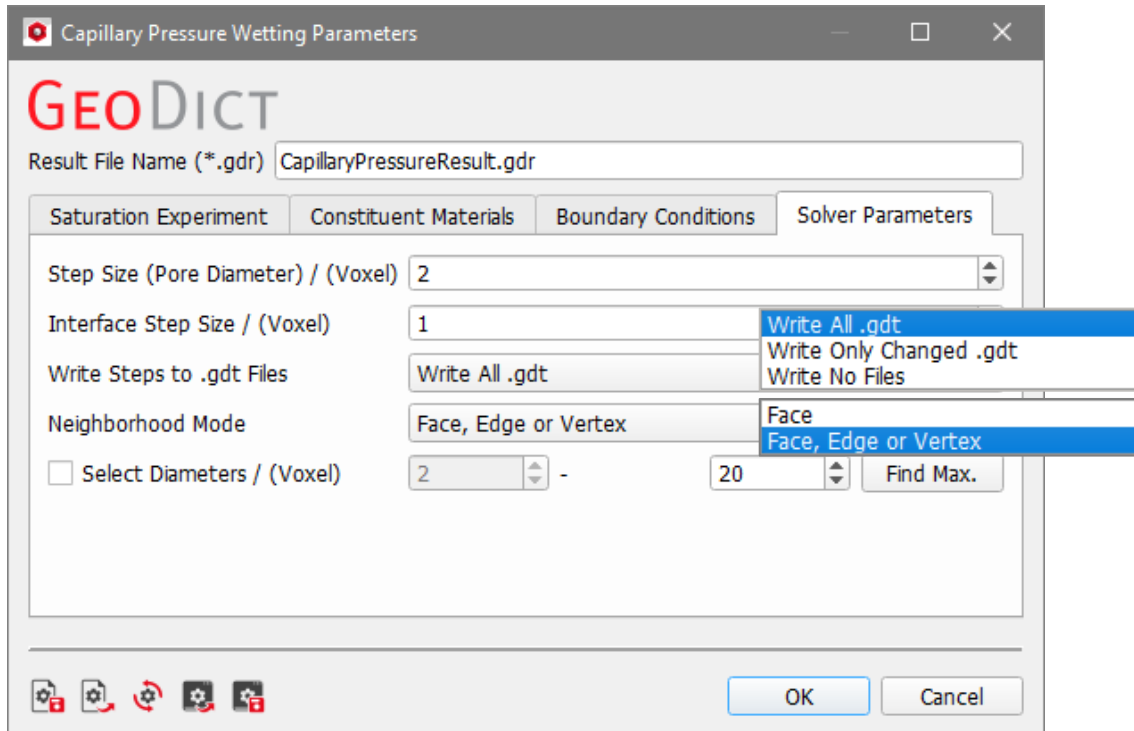 Capillary Pressure Wetting Parameters
GEODICT
Result File Name (*.gdr) CapillaryPressureResult.gdr
Saturation Experiment Constituent Materials Boundary Conditions Solver Parameters
Step Size (Pore Diameter) / (Voxel) 2
Interface Step Size / (Voxel) 1
Write All .gdt
Write Only Changed .gdt
Write No Files
Write Steps to .gdt Files Write All .gdt
Neighborhood Mode Face, Edge or Vertex
Face
Face, Edge or Vertex
Select Diameters / (Voxel) 2 - 20 Find Max.
OK Cancel